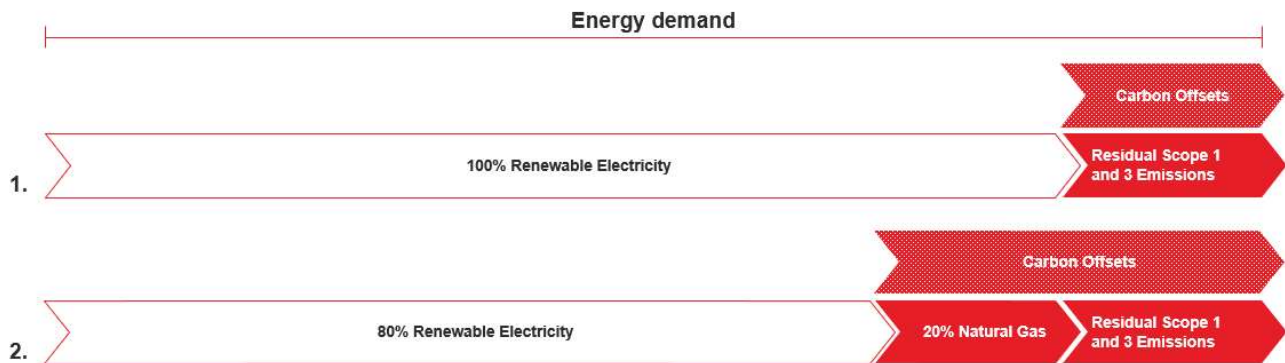 Energy demand
Carbon Offsets
1.
100% Renewable Electricity
Residual Scope 1
and 3 Emissions
Carbon Offsets
2.
80% Renewable Electricity
20% Natural Gas
Residual Scope 1
and 3 Emissions